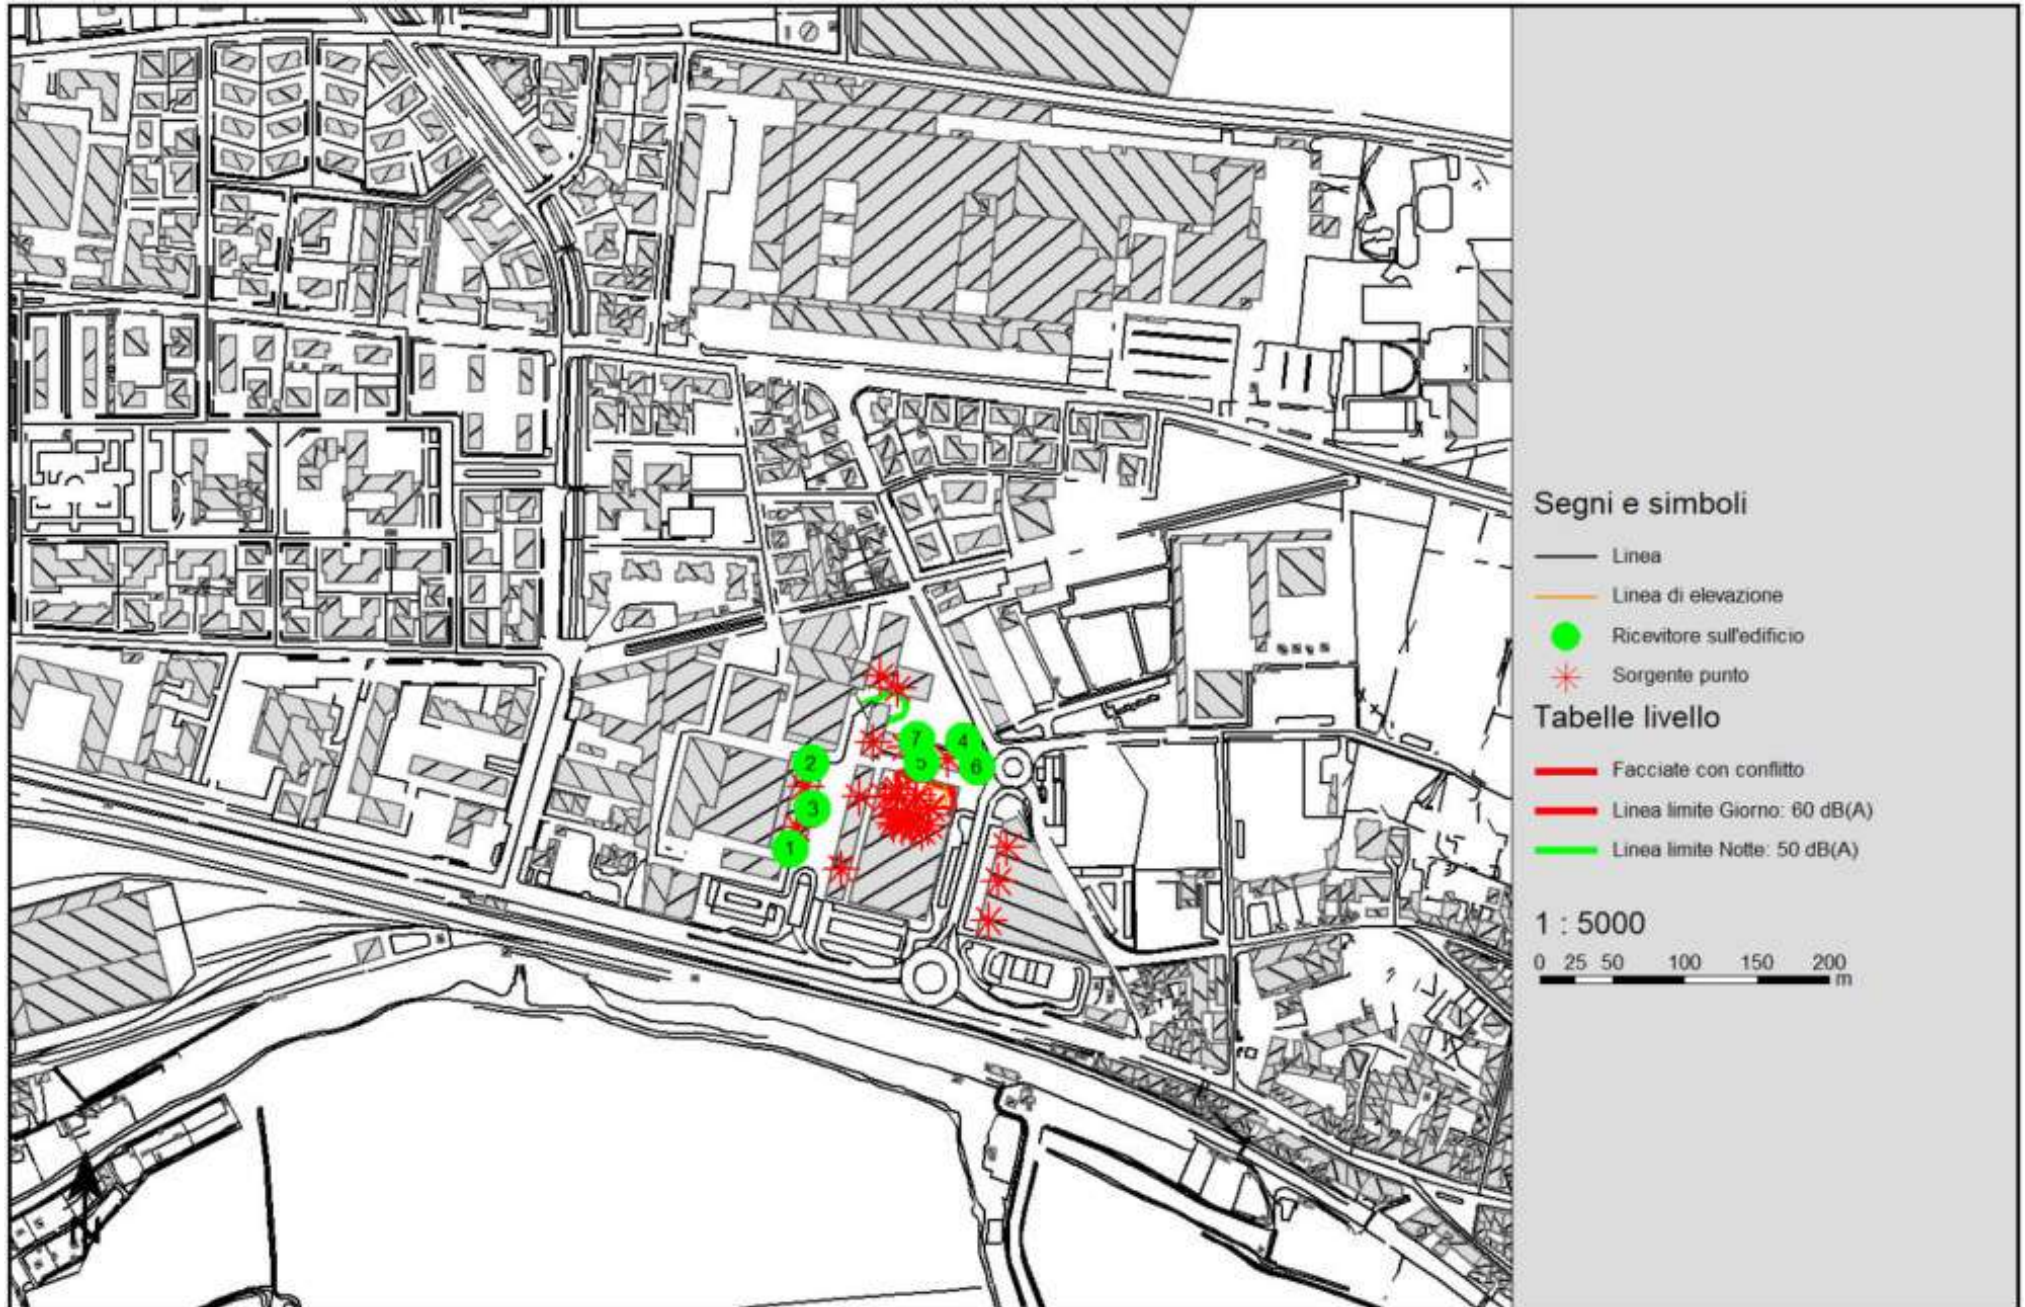 2
7
4
5
6
3
1
Segni e simboli
Linea
Linea di elevazione
Ricevitore sull'edificio
Sorgente punto
Tabelle livello
Facciate con conflitto
Linea limite Giorno: 60 dB(A)
Linea limite Notte: 50 dB(A)
1 : 5000
0 25 50 100 150 200
m